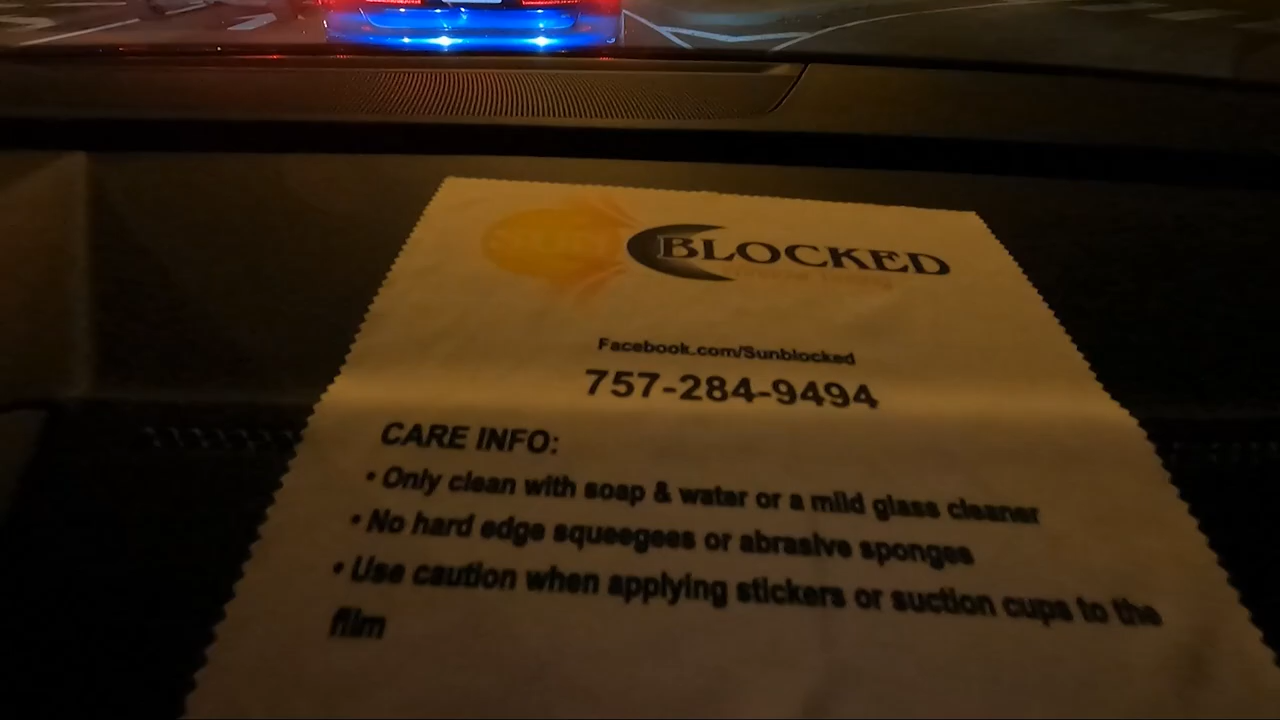 SUN BLOCKED
Facebook.com/Sunblocked
757-284-9494
CARE INFO:
• Only clean with soap & water or a mild glass cleaner
• No hard edge squeegees or abrasive sponges
• Use caution when applying stickers or suction cups to the
film